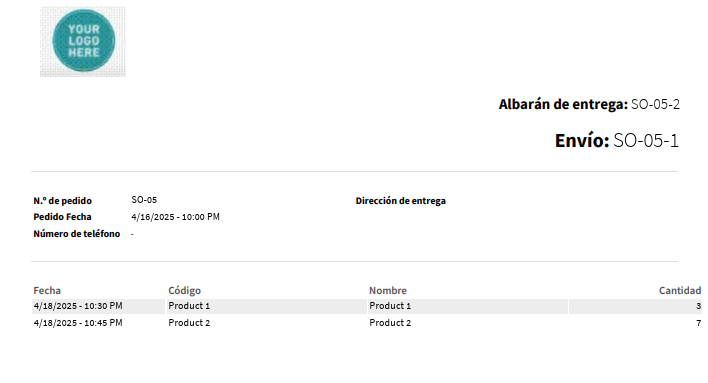 YOUR
LOGO
HERE
Albarán de entrega: SO-05-2
Envío: SO-05-1
N.º de pedido SO-05 Dirección de entrega
Pedido Fecha 4/16/2025 - 10:00 PM
Número de teléfono -
Fecha Código Nombre Cantidad
4/18/2025 - 10:30 PM Product 1 Product 1 3
4/18/2025 - 10:45 PM Product 2 Product 2 7